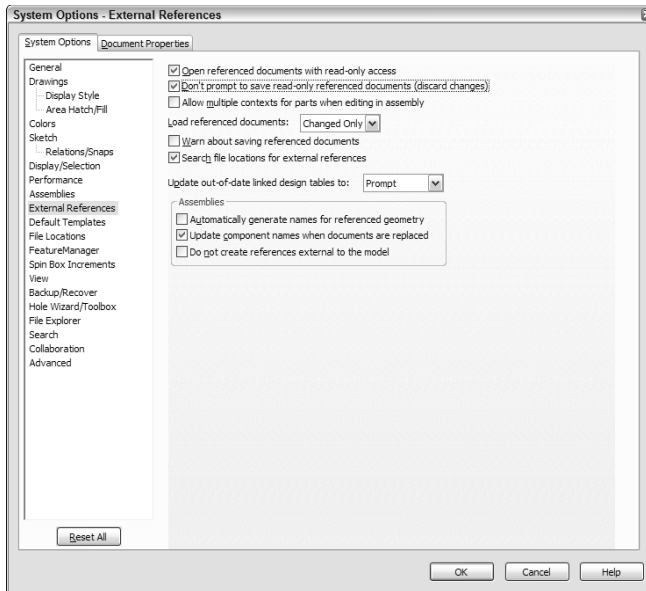 System Options - External References
System Options
Document Properties
General
Drawings
Display Style
Area Hatch/Fill
Colors
Sketch
Relations/Snaps
Display/Selection
Performance
Assemblies
External References
Default Templates
File Locations
FeatureManager
Spin Box Increments
View
Backup/Recover
Hole Wizard/Toolbox
File Explorer
Search
Collaboration
Advanced
Reset All
Open referenced documents with read-only access
Don't prompt to save read-only referenced documents (discard changes)
Allow multiple contexts for parts when editing in assembly
Load referenced documents: Changed Only
Warn about saving referenced documents
Search file locations for external references
Update out-of-date linked design tables to: Prompt
Assemblies
Automatically generate names for referenced geometry
Update component names when documents are replaced
Do not create references external to the model
OK
Cancel
Help